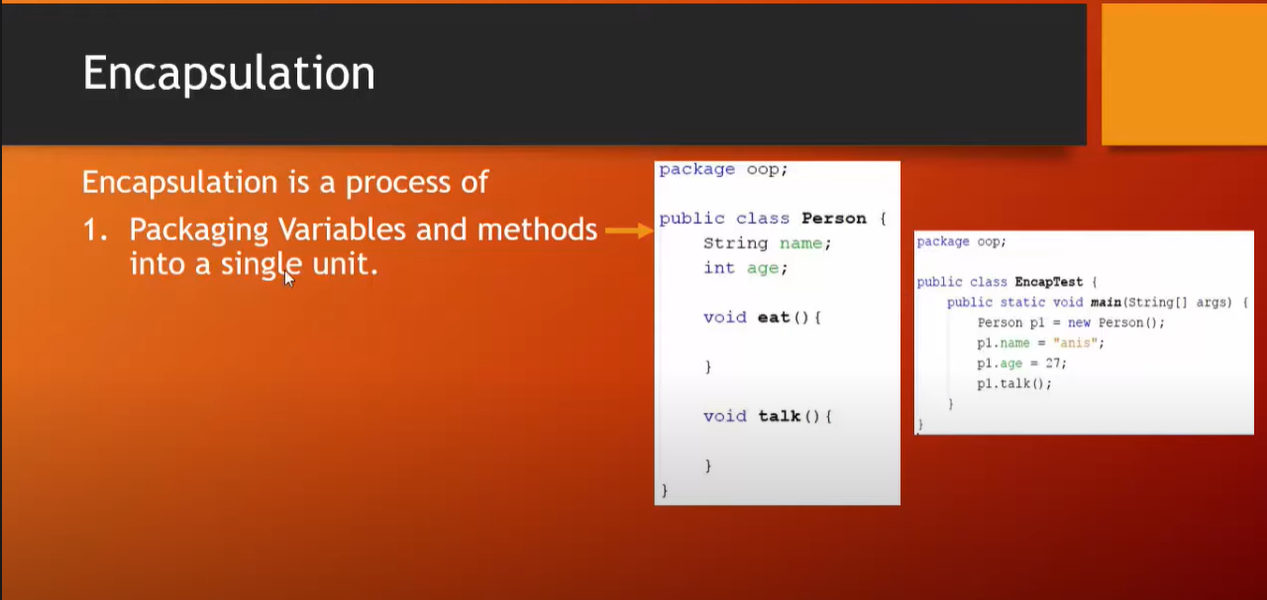 Encapsulation
Encapsulation is a process of
1. Packaging Variables and methods
into a single unit.
package oop;
public class Person {
String name;
int age;
void eat(){
}
void talk(){
}
}
package oop;
public class EncapTest {
public static void main(String[] args) {
Person p1 = new Person();
p1.name = "anis";
p1.age = 27;
p1.talk();
}
}